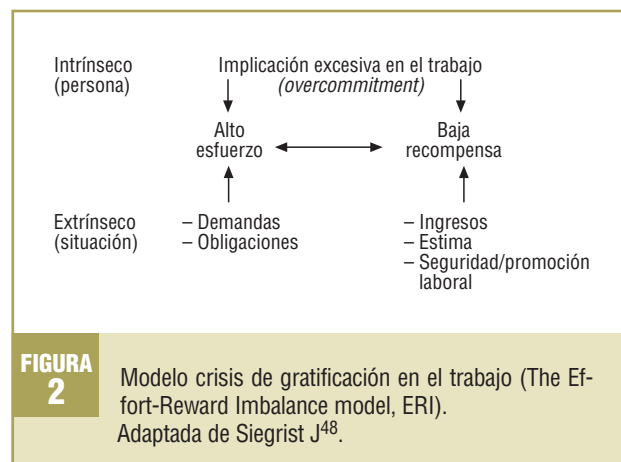 Intrínseco
(persona)
Implicación excesiva en el trabajo
(overcommitment)
Alto
esfuerzo
Baja
recompensa
Extrínseco
(situación)
– Demandas
– Obligaciones
– Ingresos
– Estima
– Seguridad/promoción
laboral
FIGURA
2
Modelo crisis de gratificación en el trabajo (The Ef-
fort-Reward Imbalance model, ERI).
Adaptada de Siegrist J48.